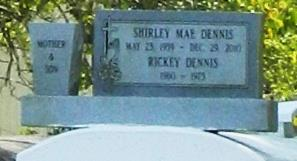 MOTHER
&
SON
SHIRLEY MAE DENNIS
MAY 23, 1939 - DEC. 29, 2010
RICKEY DENNIS
1960 - 1975